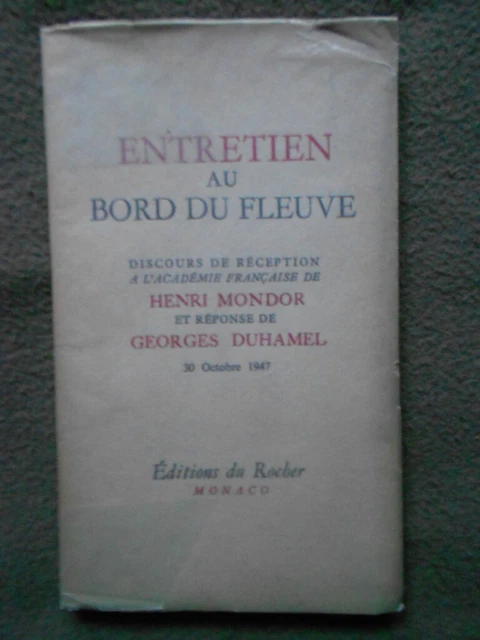 ENTRETIEN
AU
BORD DU FLEUVE
DISCOURS DE RÉCEPTION
A L'ACADÉMIE FRANÇAISE DE
HENRI MONDOR
ET RÉPONSE DE
GEORGES DUHAMEL
30 Octobre 1947
Éditions du Rocher
MONACO